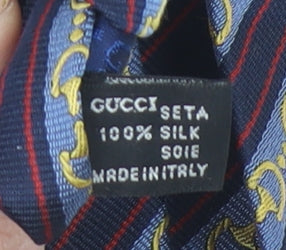 GUCCI SETA
100% SILK
SOIE
MADE IN ITALY